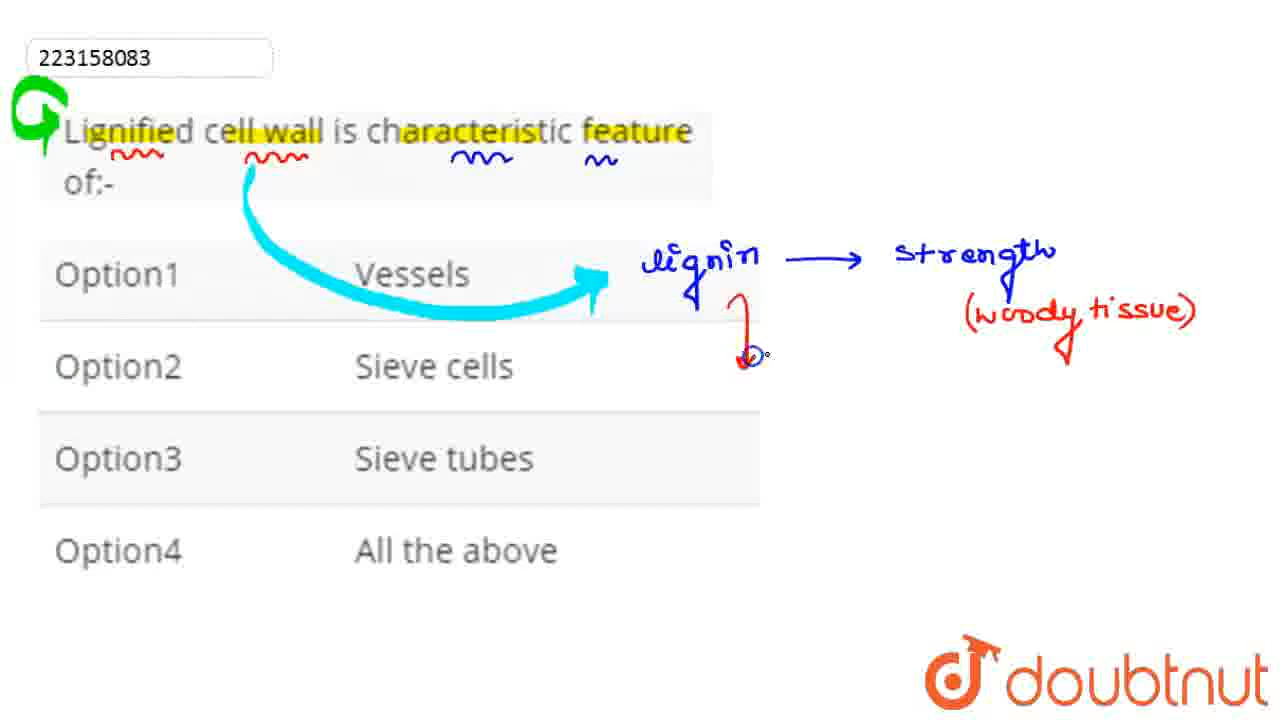 223158083
Lignified cell wall is characteristic feature
of:-
Option1 Vessels
lignin → strength
(woody tissue)
Option2 Sieve cells
Option3 Sieve tubes
Option4 All the above
doubtnut